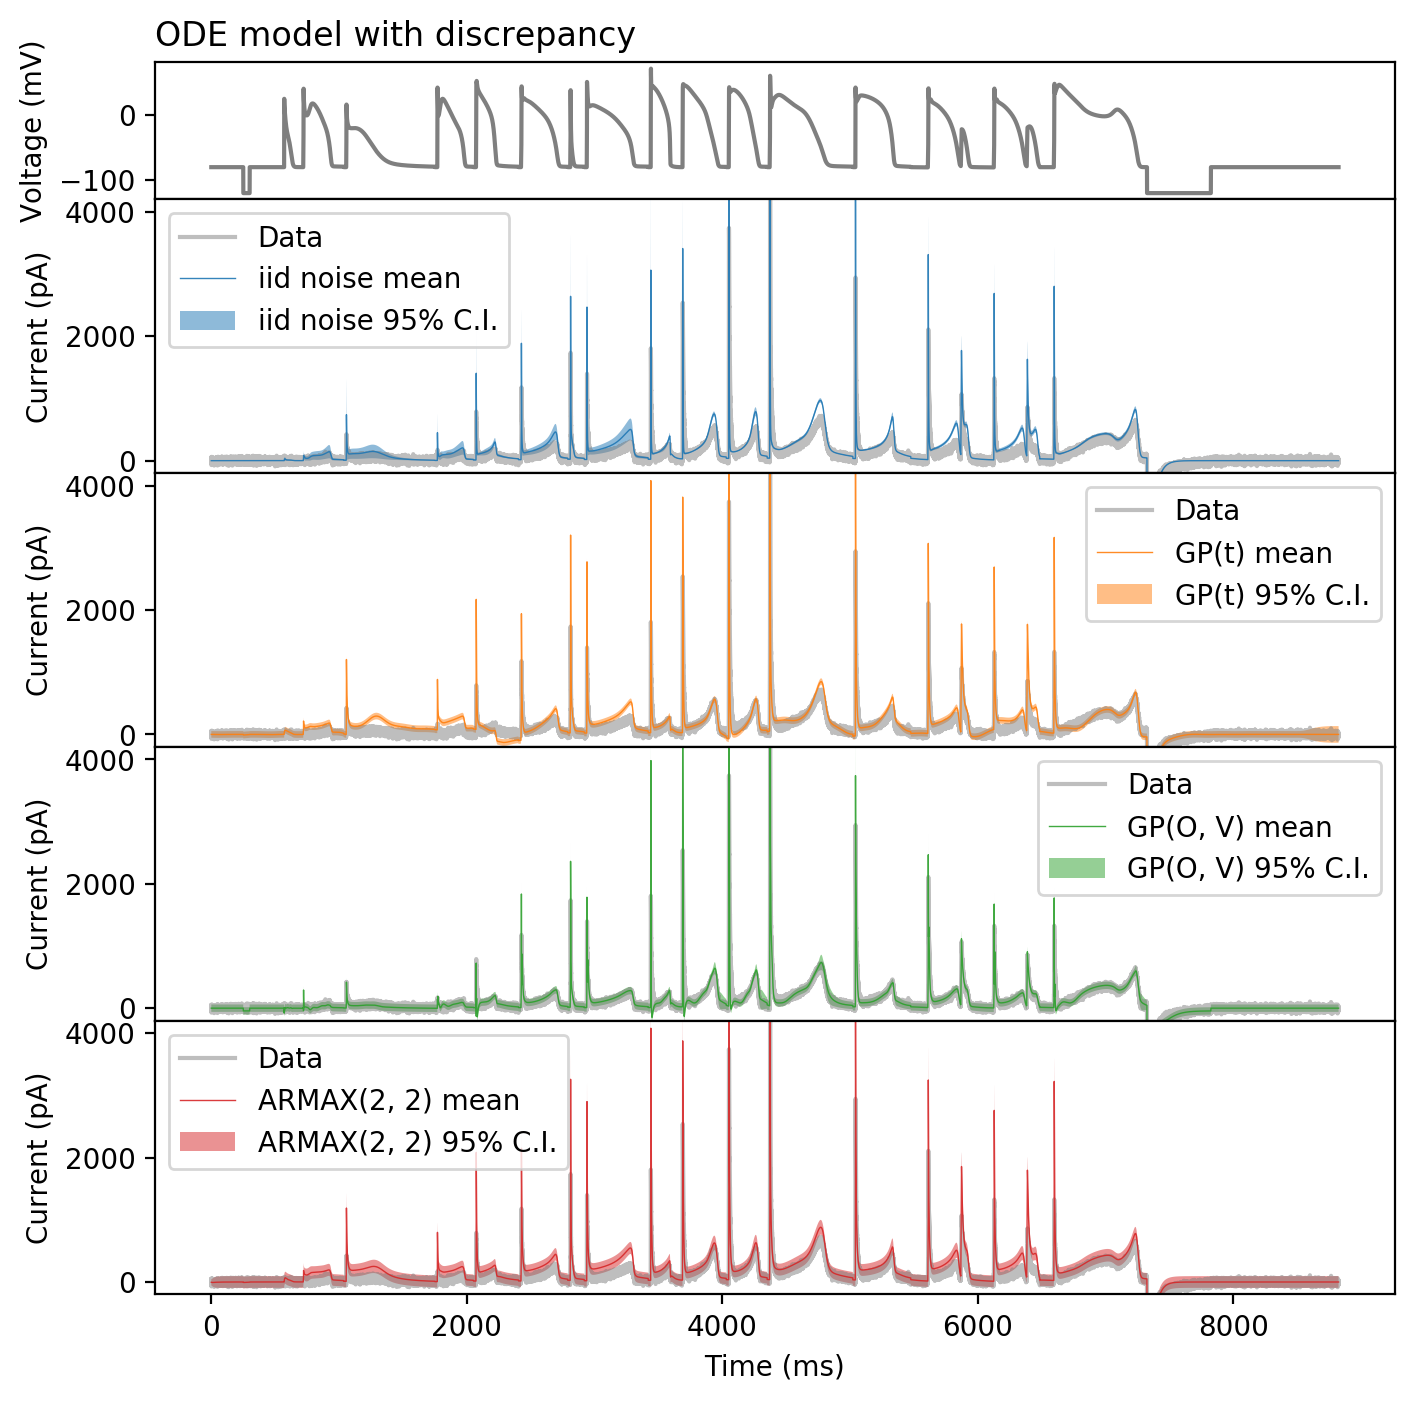 ODE model with discrepancy
Voltage (mV)
0
−100
Current (pA)
4000
2000
0
Data
iid noise mean
iid noise 95% C.I.
Current (pA)
4000
2000
0
Data
GP(t) mean
GP(t) 95% C.I.
Current (pA)
4000
2000
0
Data
GP(O, V) mean
GP(O, V) 95% C.I.
Current (pA)
4000
2000
0
Data
ARMAX(2, 2) mean
ARMAX(2, 2) 95% C.I.
0 2000 4000 6000 8000
Time (ms)